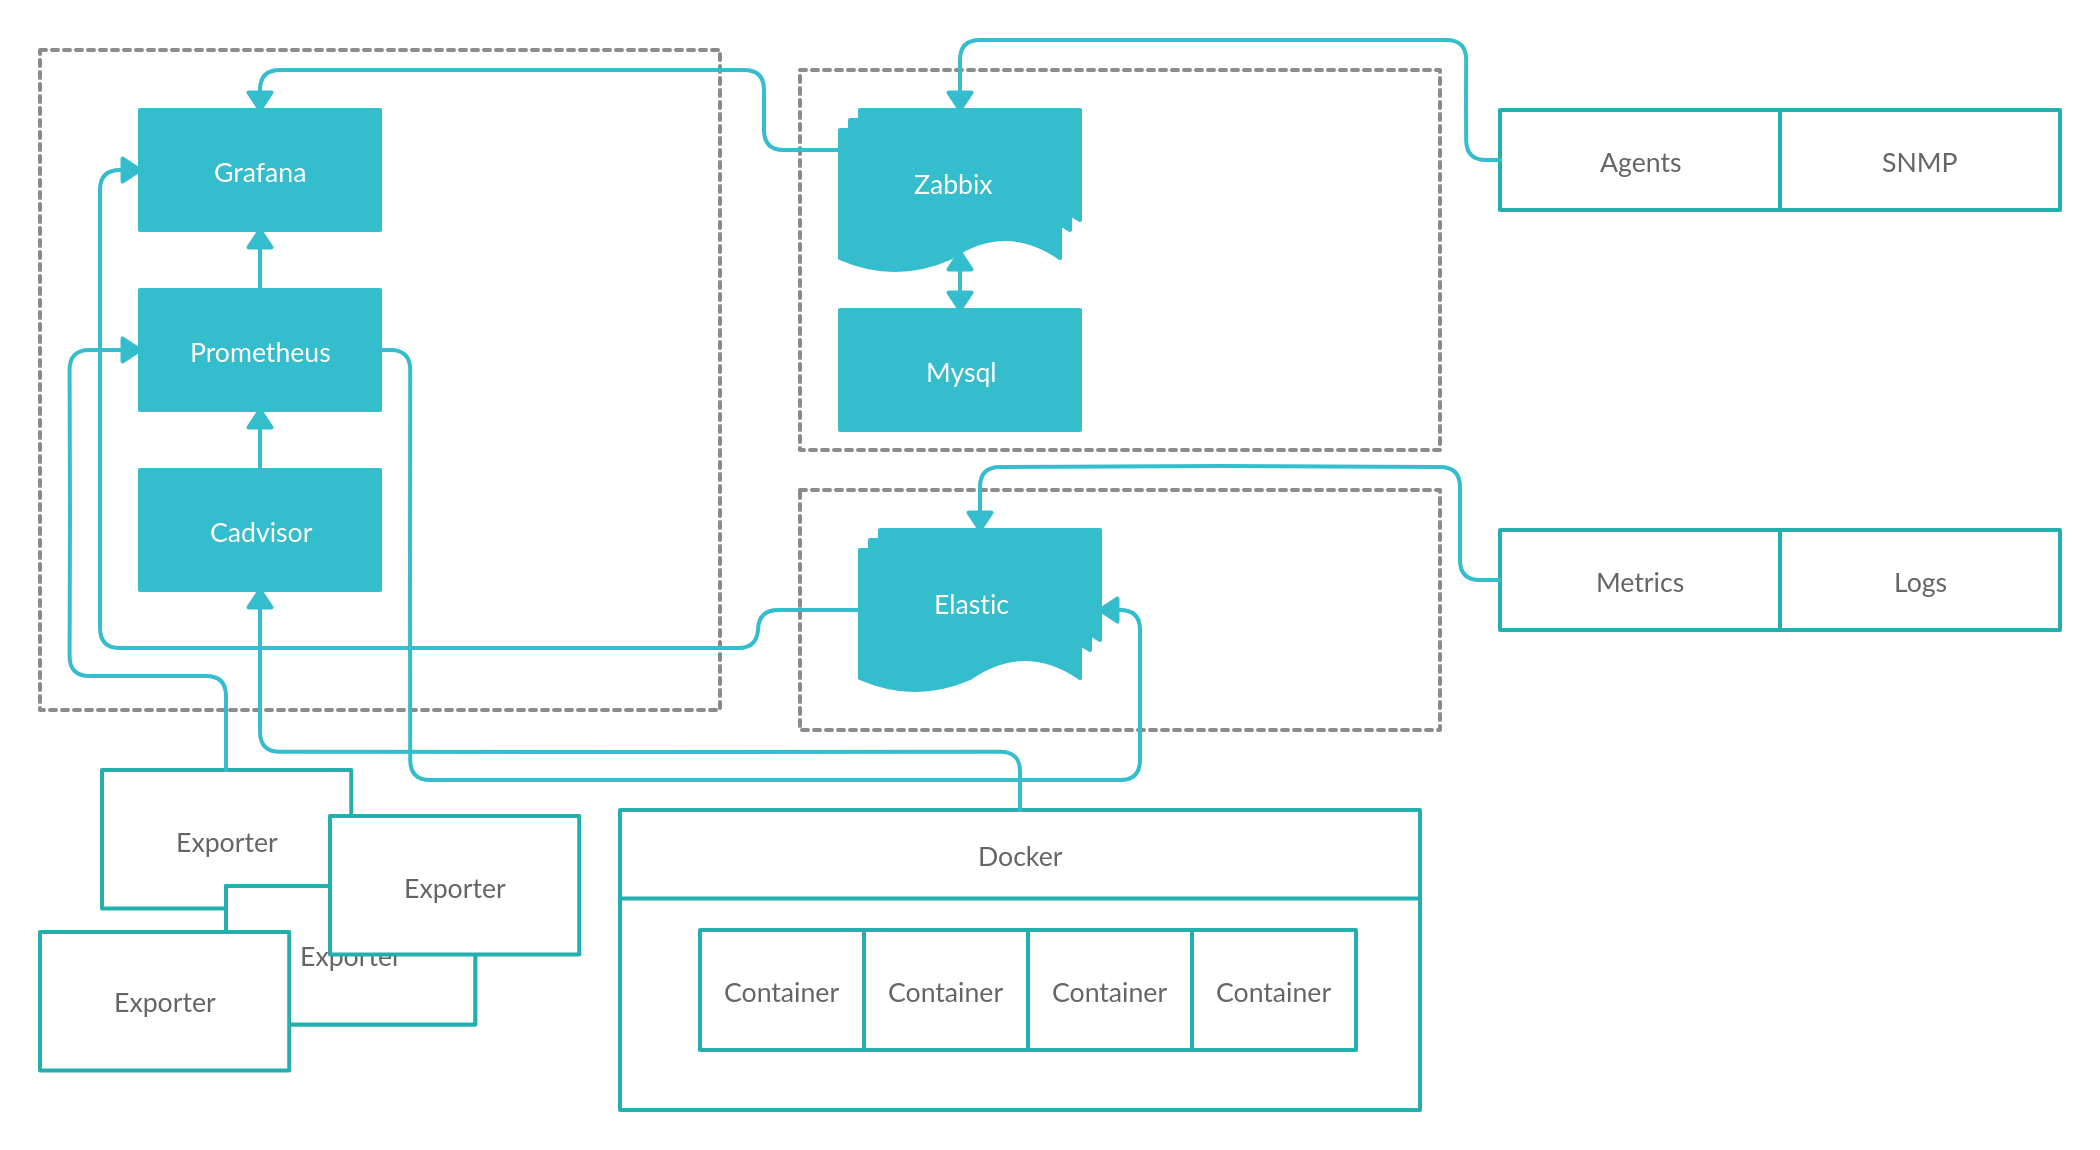 Grafana
Zabbix
Agents
SNMP
Prometheus
Mysql
Cadvisor
Elastic
Metrics
Logs
Exporter
Exporter
Exporter
Exporter
Docker
Container
Container
Container
Container